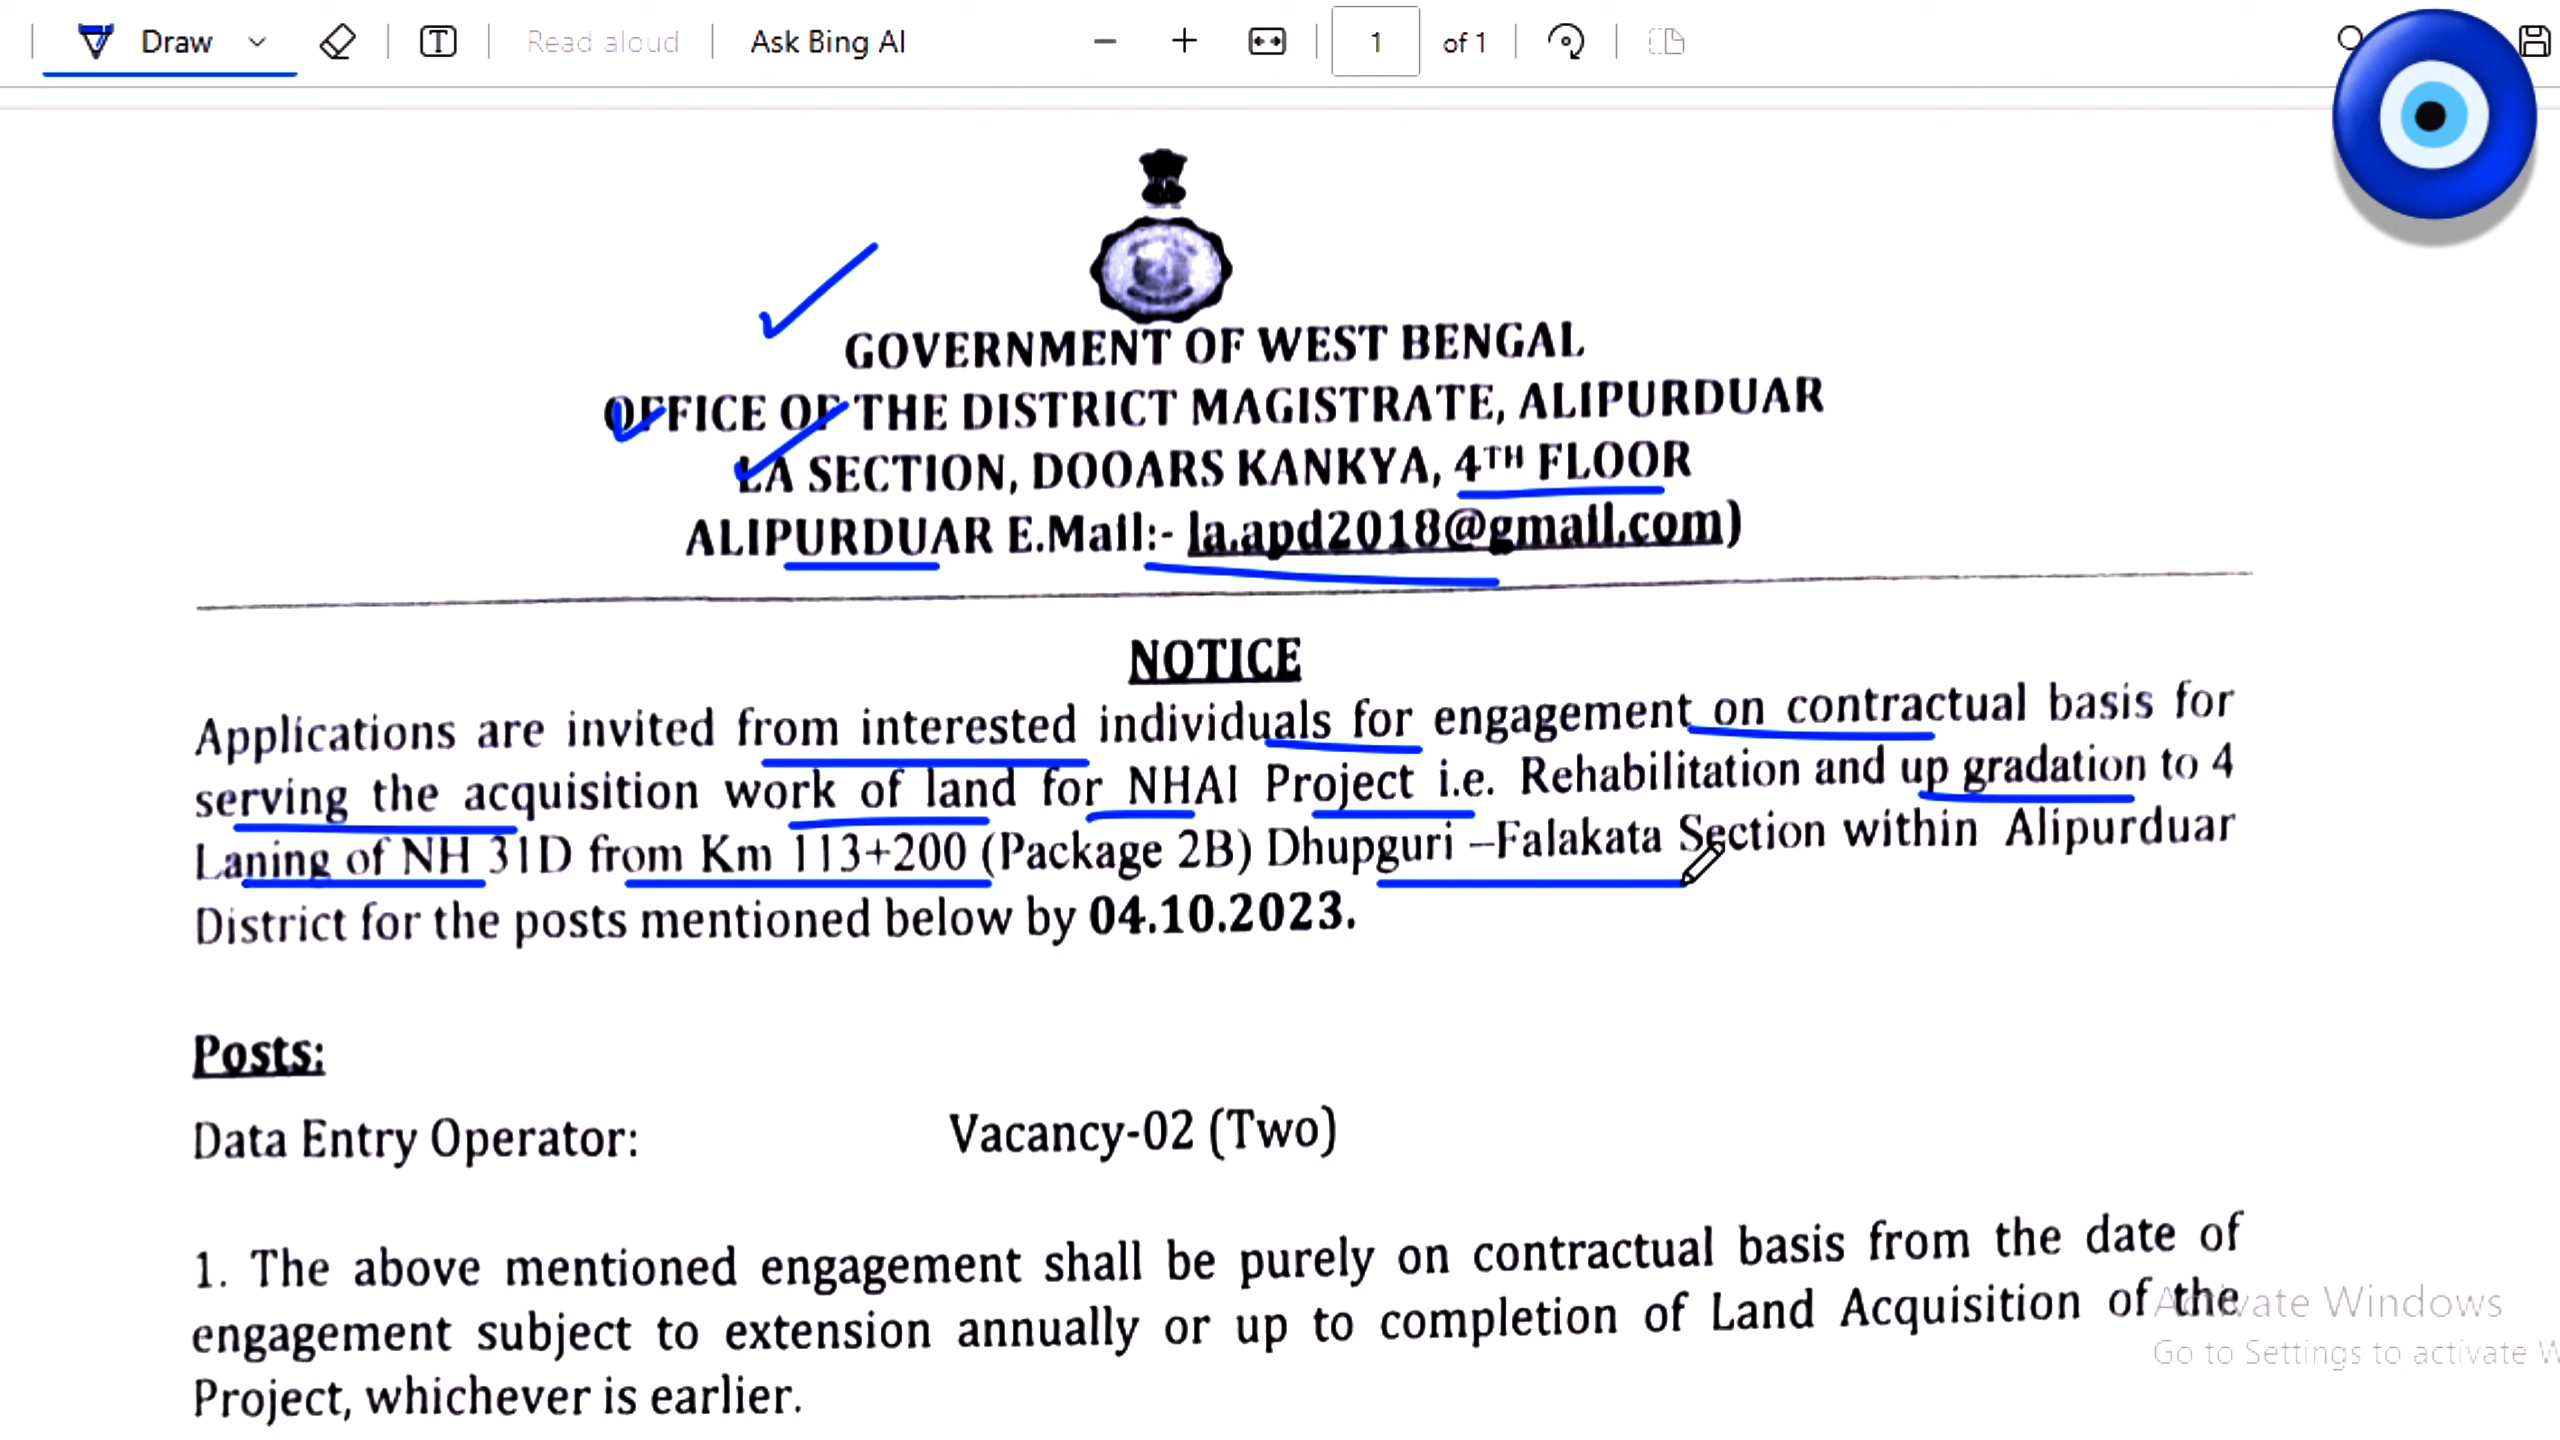 Draw
Read aloud
Ask Bing AI
1
of 1
GOVERNMENT OF WEST BENGAL
OFFICE OF THE DISTRICT MAGISTRATE, ALIPURDUAR
LA SECTION, DOOARS KANKYA, 4TH FLOOR
ALIPURDUAR E.Mail:- la.apd2018@gmail.com)
NOTICE
Applications are invited from interested individuals for engagement on contractual basis for
serving the acquisition work of land for NHAI Project i.e. Rehabilitation and up gradation to 4
Laning of NH 31D from Km 113+200 (Package 2B) Dhupguri –Falakata Section within Alipurduar
District for the posts mentioned below by 04.10.2023.
Posts:
Data Entry Operator: Vacancy-02 (Two)
1. The above mentioned engagement shall be purely on contractual basis from the date of
engagement subject to extension annually or up to completion of Land Acquisition of the
Project, whichever is earlier.
Activate Windows
Go to Settings to activate W